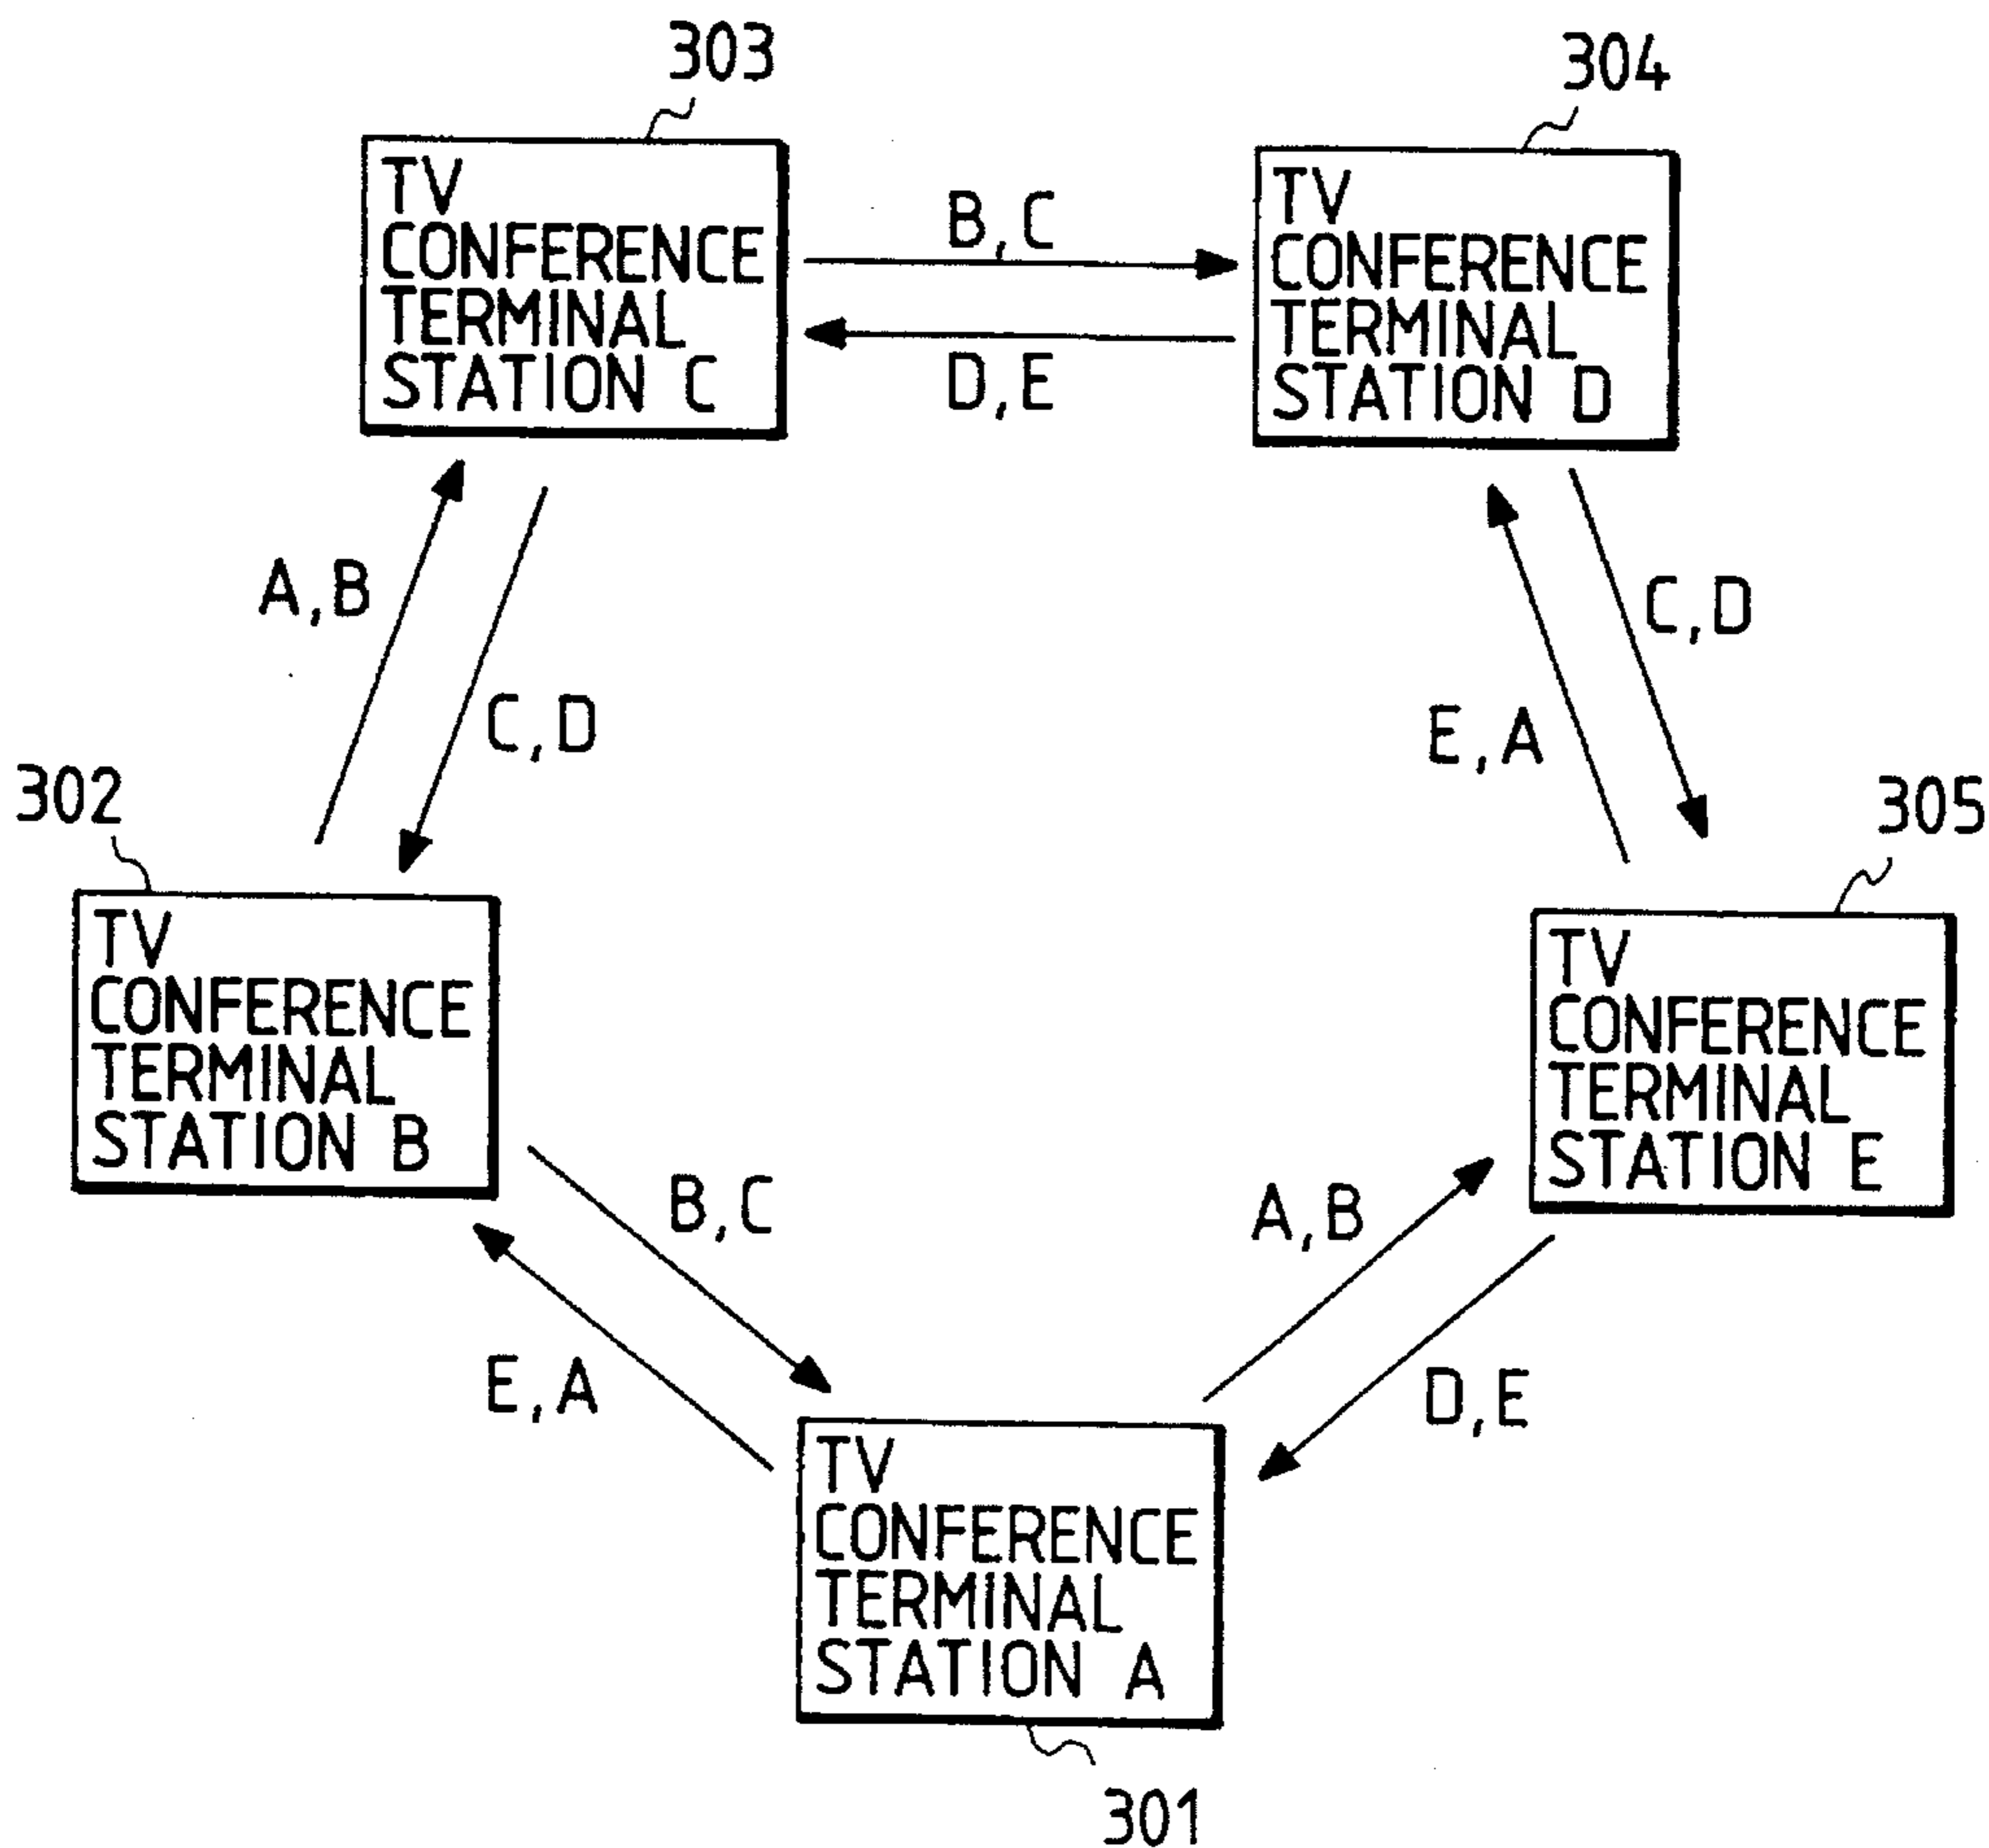 303
304
TV
CONFERENCE
TERMINAL
STATION C
B,C
D,E
TV
CONFERENCE
TERMINAL
STATION D
A,B
C,D
C,D
E,A
302
305
TV
CONFERENCE
TERMINAL
STATION B
TV
CONFERENCE
TERMINAL
STATION E
B,C
E,A
A,B
D,E
TV
CONFERENCE
TERMINAL
STATION A
301